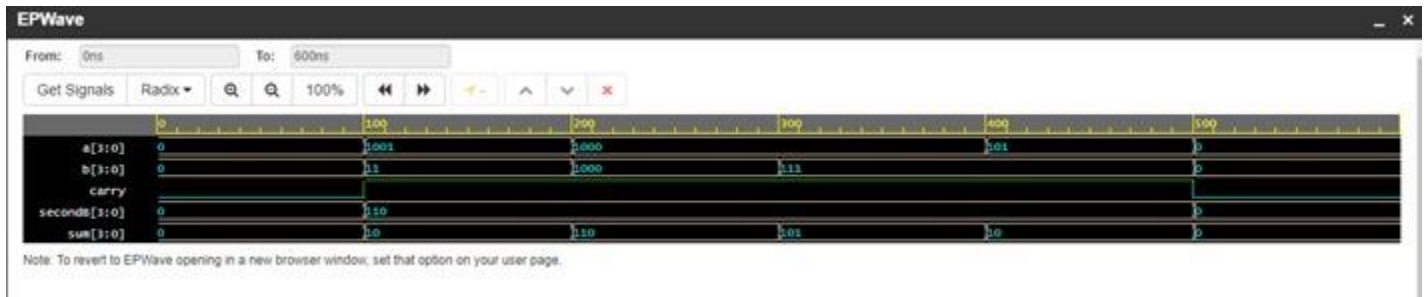 EPWave
From: 0ns To: 600ns
Get Signals Radix 100%
0 100 200 300 400 500
a[3:0] 0 1001 1000 101 0
b[3:0] 0 11 1000 111 0
carry
secondB[3:0] 0 110 0
sum[3:0] 0 10 110 101 10 0
Note: To revert to EPWave opening in a new browser window, set that option on your user page.